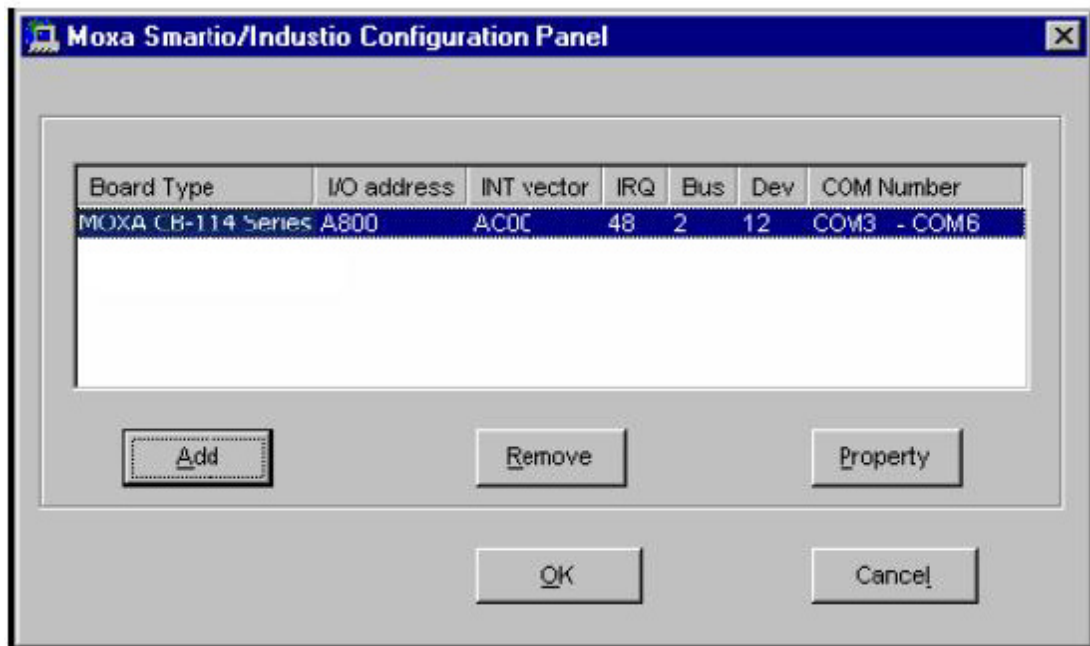 Moxa Smartio/Industio Configuration Panel
Board Type I/O address INT vector IRQ Bus Dev COM Number
MOXA CB-114 Series A800 AC00 48 2 12 COM3 - COM6
Add Remove Property
OK Cancel